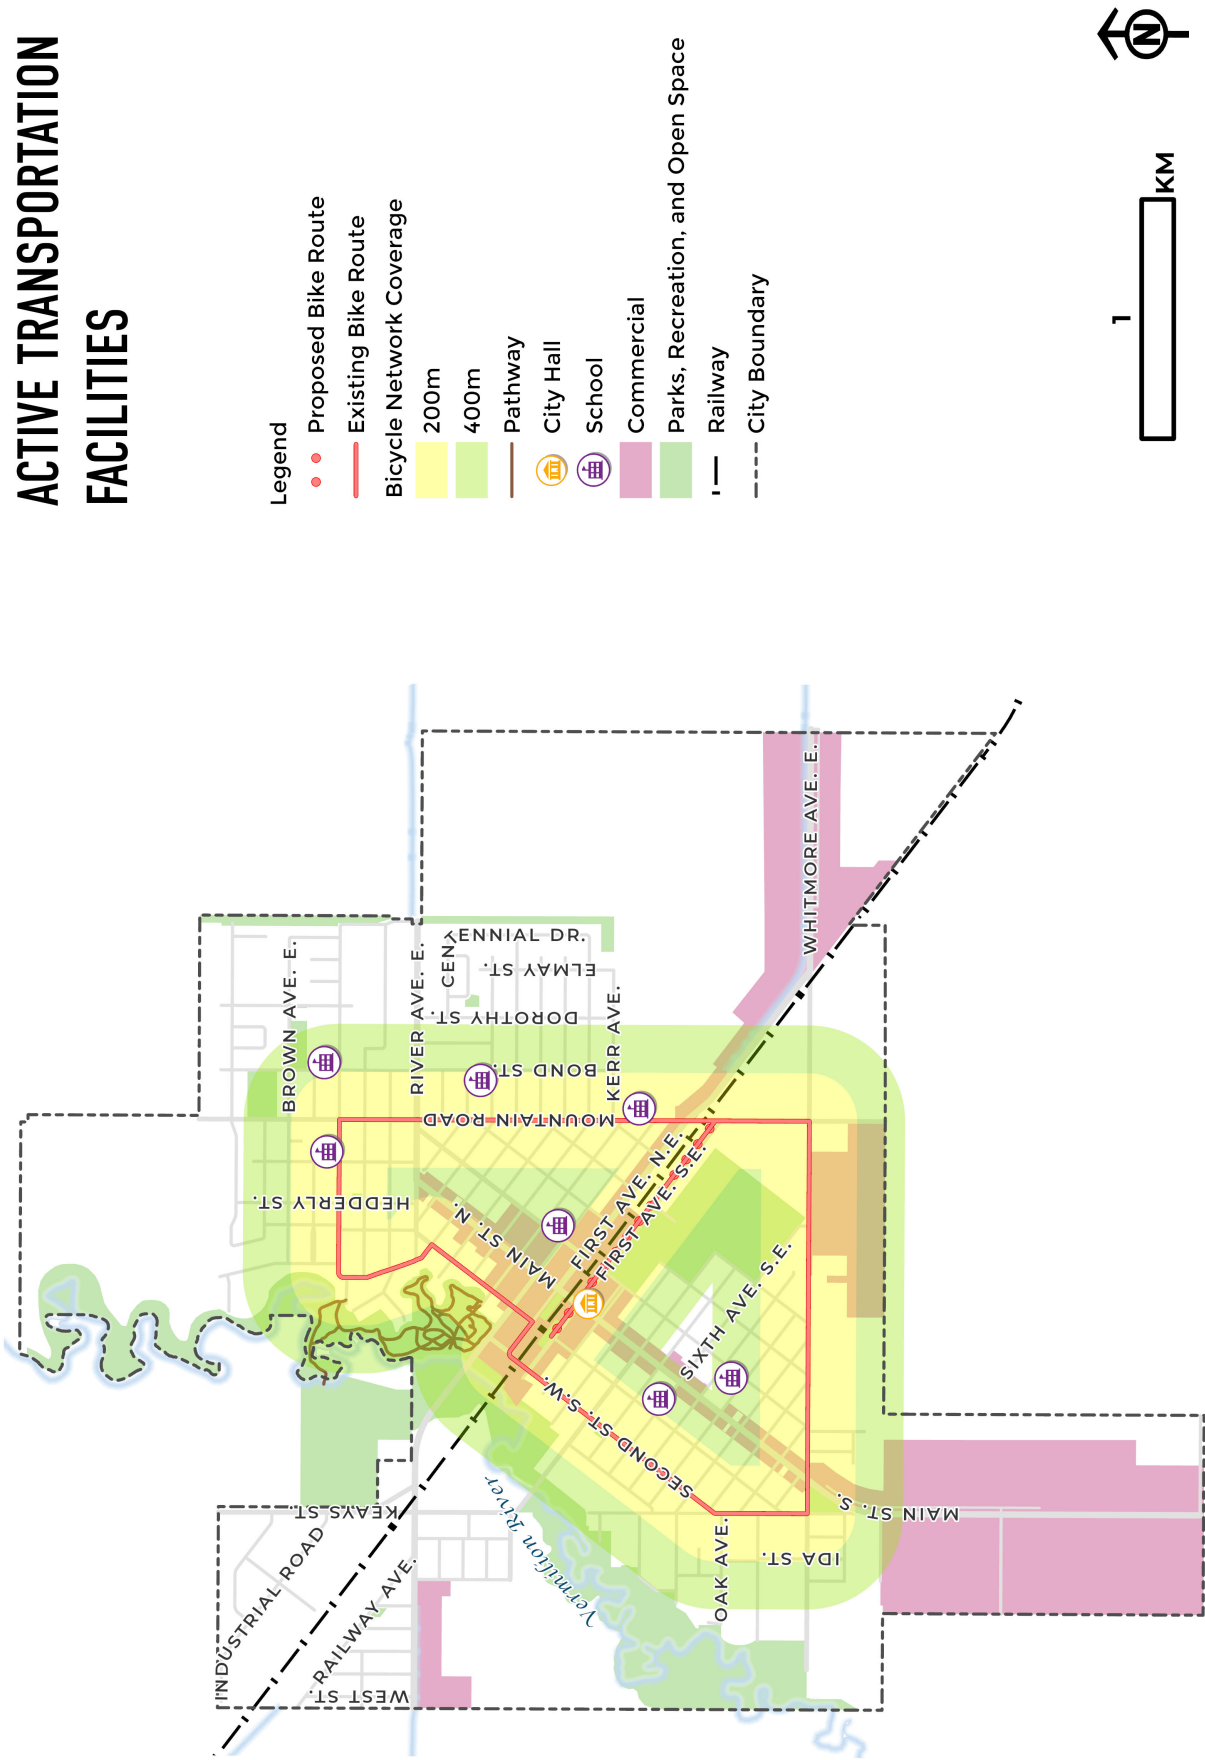 ACTIVE TRANSPORTATION
FACILITIES
Legend
Proposed Bike Route
Existing Bike Route
Bicycle Network Coverage
200m
400m
Pathway
City Hall
School
Commercial
Parks, Recreation, and Open Space
Railway
City Boundary
1
KM
N
INDUSTRIAL ROAD
RAILWAY AVE.
WEST ST.
KEAYS ST.
Vermilion River
HEDDERLY ST.
BROWN AVE. E.
RIVER AVE. E.
CENTENNIAL DR.
ELMAY ST.
DOROTHY ST.
BOND ST.
KERR AVE.
MOUNTAIN ROAD
MAIN ST. N.
FIRST AVE. N.E.
FIRST AVE. S.E.
SIXTH AVE. S.E.
SECOND ST. S.W.
OAK AVE.
IDA ST.
MAIN ST. S.
WHITMORE AVE. E.